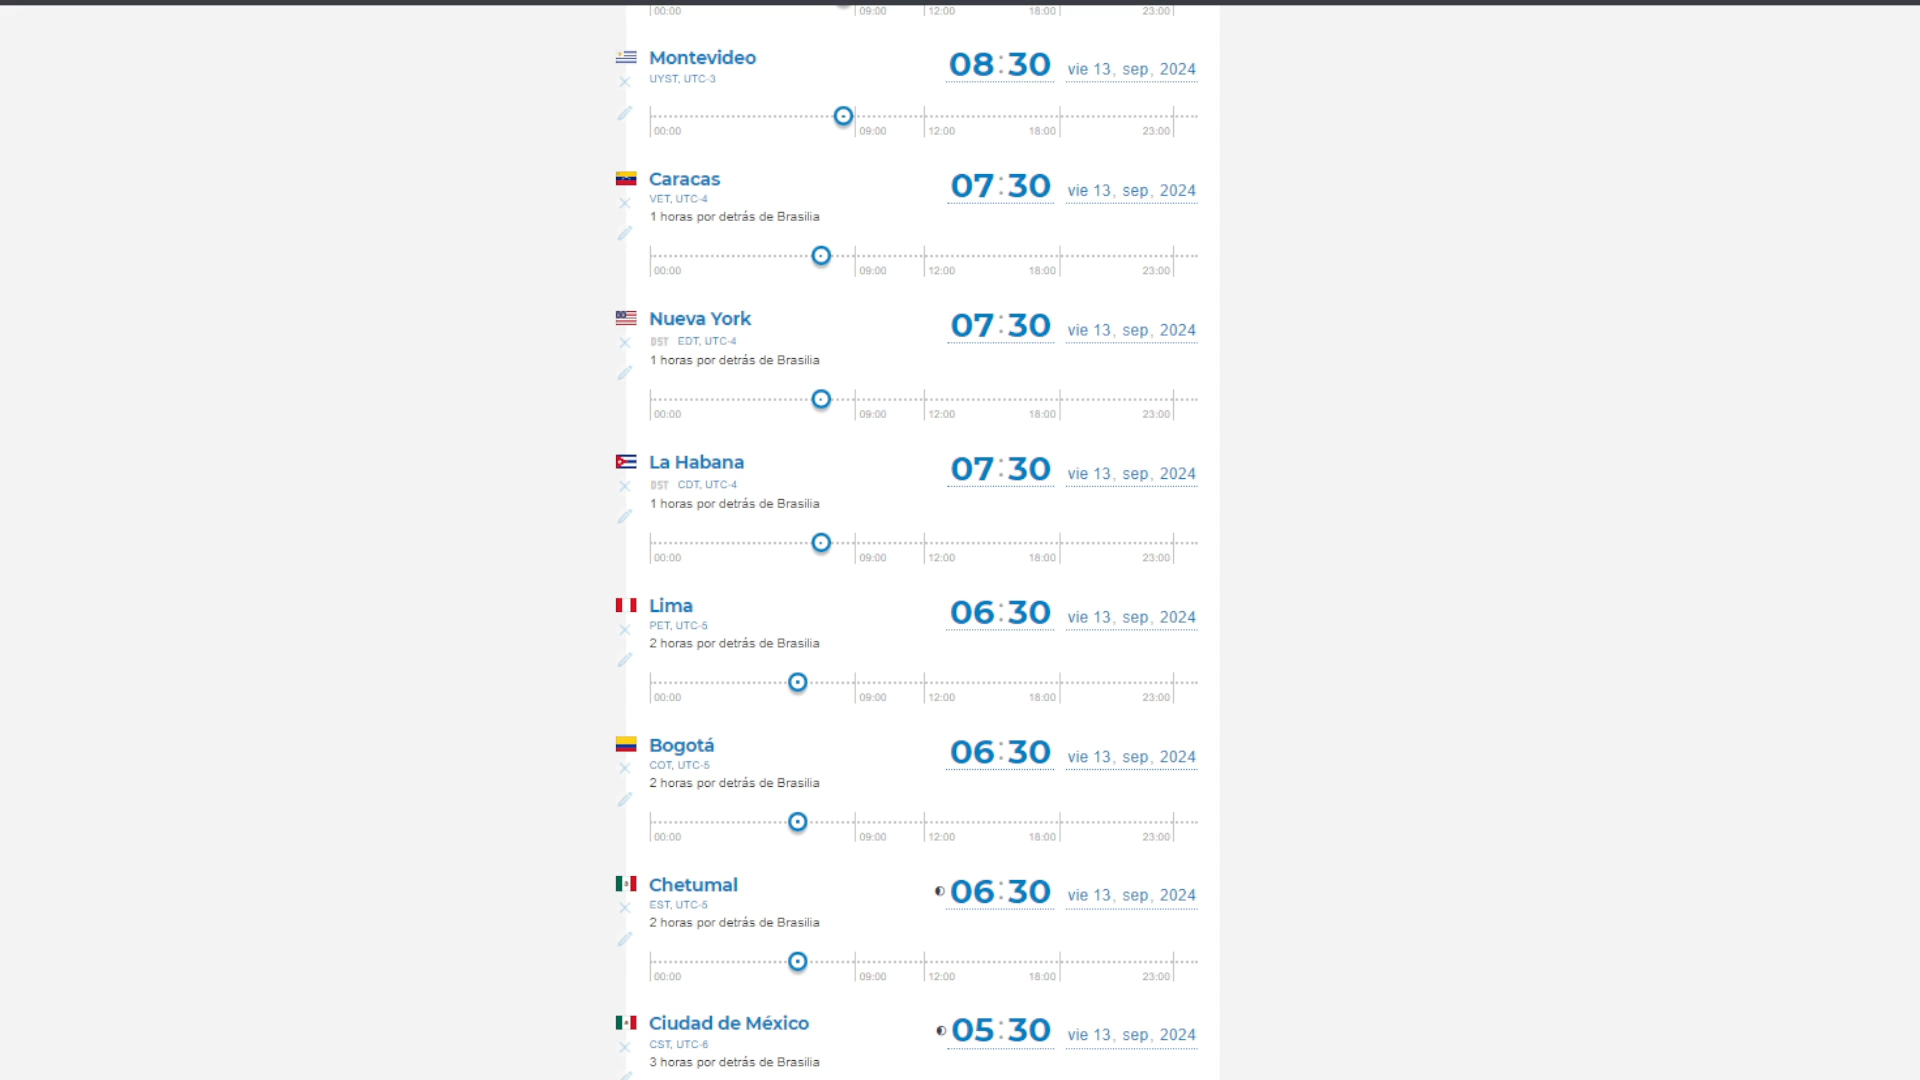 00:00 09:00 12:00 18:00 23:00
Montevideo 08:30 vie 13, sep, 2024
UYST, UTC-3
00:00 09:00 12:00 18:00 23:00
Caracas 07:30 vie 13, sep, 2024
VET, UTC-4
1 horas por detrás de Brasilia
00:00 09:00 12:00 18:00 23:00
Nueva York 07:30 vie 13, sep, 2024
DST EDT, UTC-4
1 horas por detrás de Brasilia
00:00 09:00 12:00 18:00 23:00
La Habana 07:30 vie 13, sep, 2024
DST CDT, UTC-4
1 horas por detrás de Brasilia
00:00 09:00 12:00 18:00 23:00
Lima 06:30 vie 13, sep, 2024
PET, UTC-5
2 horas por detrás de Brasilia
00:00 09:00 12:00 18:00 23:00
Bogotá 06:30 vie 13, sep, 2024
COT, UTC-5
2 horas por detrás de Brasilia
00:00 09:00 12:00 18:00 23:00
Chetumal 06:30 vie 13, sep, 2024
EST, UTC-5
2 horas por detrás de Brasilia
00:00 09:00 12:00 18:00 23:00
Ciudad de México 05:30 vie 13, sep, 2024
CST, UTC-6
3 horas por detrás de Brasilia